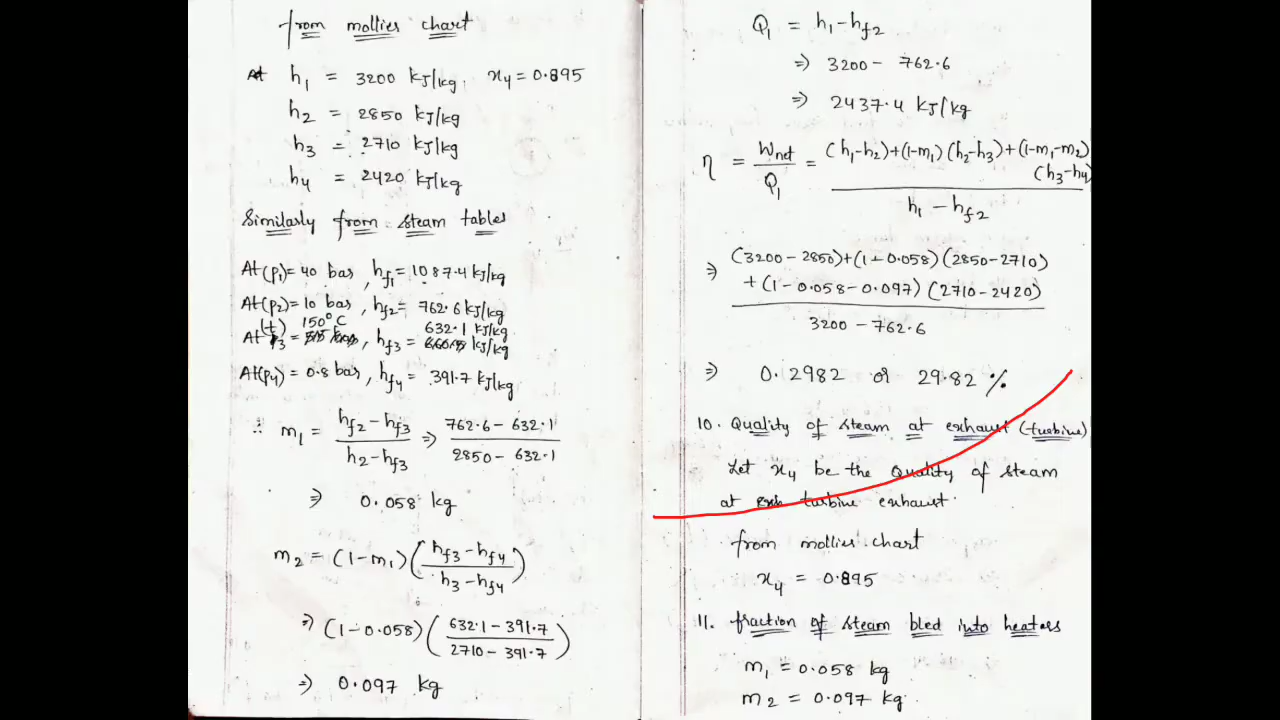 from mollies chart
At h1 = 3200 kJ/kg, x4 = 0.895
h2 = 2850 kJ/kg
h3 = 2710 kJ/kg
h4 = 2420 kJ/kg
Similarly from steam tables
At (p1) = 40 bar, hf1 = 1087.4 kJ/kg
At (p2) = 10 bar, hf2 = 762.6 kJ/kg
(t) 150°C 632.1 kJ/kg
At p3 = , hf3 = kJ/kg
At (p4) = 0.8 bar, hf4 = 391.7 kJ/kg
∴ m1 = (hf2 - hf3)/(h2 - hf3) ⇒ (762.6 - 632.1)/(2850 - 632.1)
⇒ 0.058 kg
m2 = (1-m1) ((hf3 - hf4)/(h3 - hf4))
⇒ (1-0.058) ((632.1 - 391.7)/(2710 - 391.7))
⇒ 0.097 kg
Q1 = h1 - hf2
⇒ 3200 - 762.6
⇒ 2437.4 kJ/kg
η = Wnet/Q1 = (h1-h2)+(1-m1)(h2-h3)+(1-m1-m2)
(h3-h4)
h1 - hf2
⇒ (3200-2850)+(1-0.058)(2850-2710)
+(1-0.058-0.097)(2710-2420)
3200-762.6
⇒ 0.2982 or 29.82 %
10. Quality of steam at exhaust (turbine)
Let x4 be the Quality of steam
at turbine exhaust.
from mollies chart
x4 = 0.895
11. fraction of steam bled into heaters
m1 = 0.058 kg
m2 = 0.097 kg